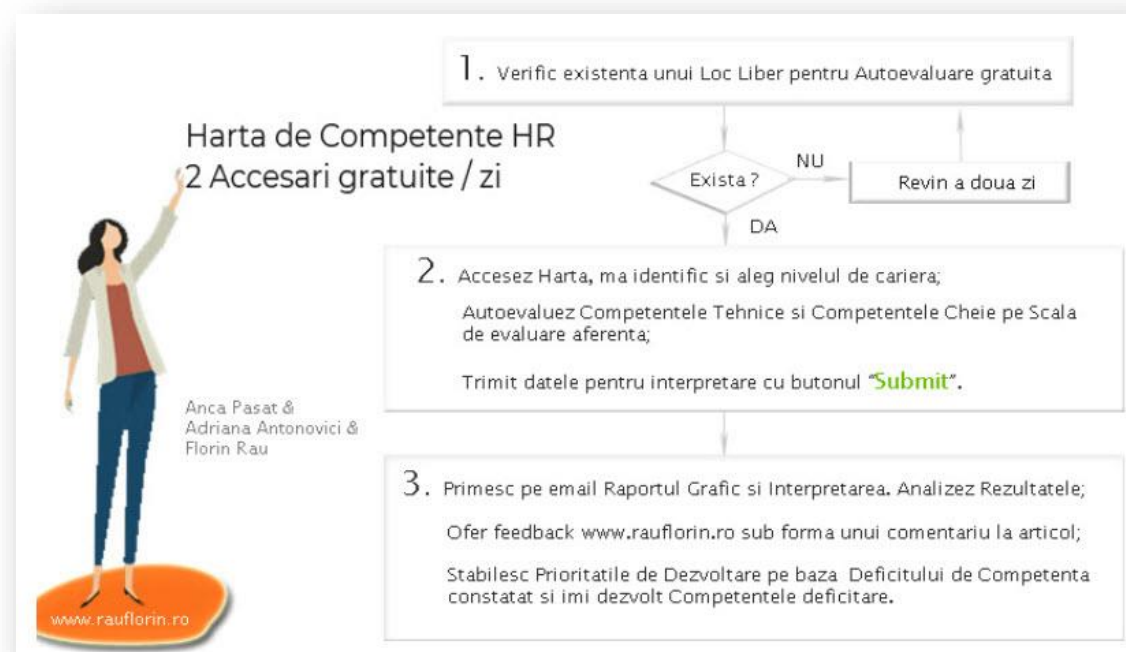 1. Verific existenta unui Loc Liber pentru Autoevaluare gratuita
Harta de Competente HR
2 Accesari gratuite / zi
Exista ?
NU
Revin a doua zi
DA
2. Accesez Harta, ma identific si aleg nivelul de cariera;
Autoevaluez Competentele Tehnice si Competentele Cheie pe Scala
de evaluare aferenta;
Trimit datele pentru interpretare cu butonul “Submit”.
Anca Pasat &
Adriana Antonovici &
Florin Rau
3. Primesc pe email Raportul Grafic si Interpretarea. Analizez Rezultatele;
Ofer feedback www.rauflorin.ro sub forma unui comentariu la articol;
Stabilesc Prioritatile de Dezvoltare pe baza Deficitului de Competenta
constatat si imi dezvolt Competentele deficitare.
www.rauflorin.ro